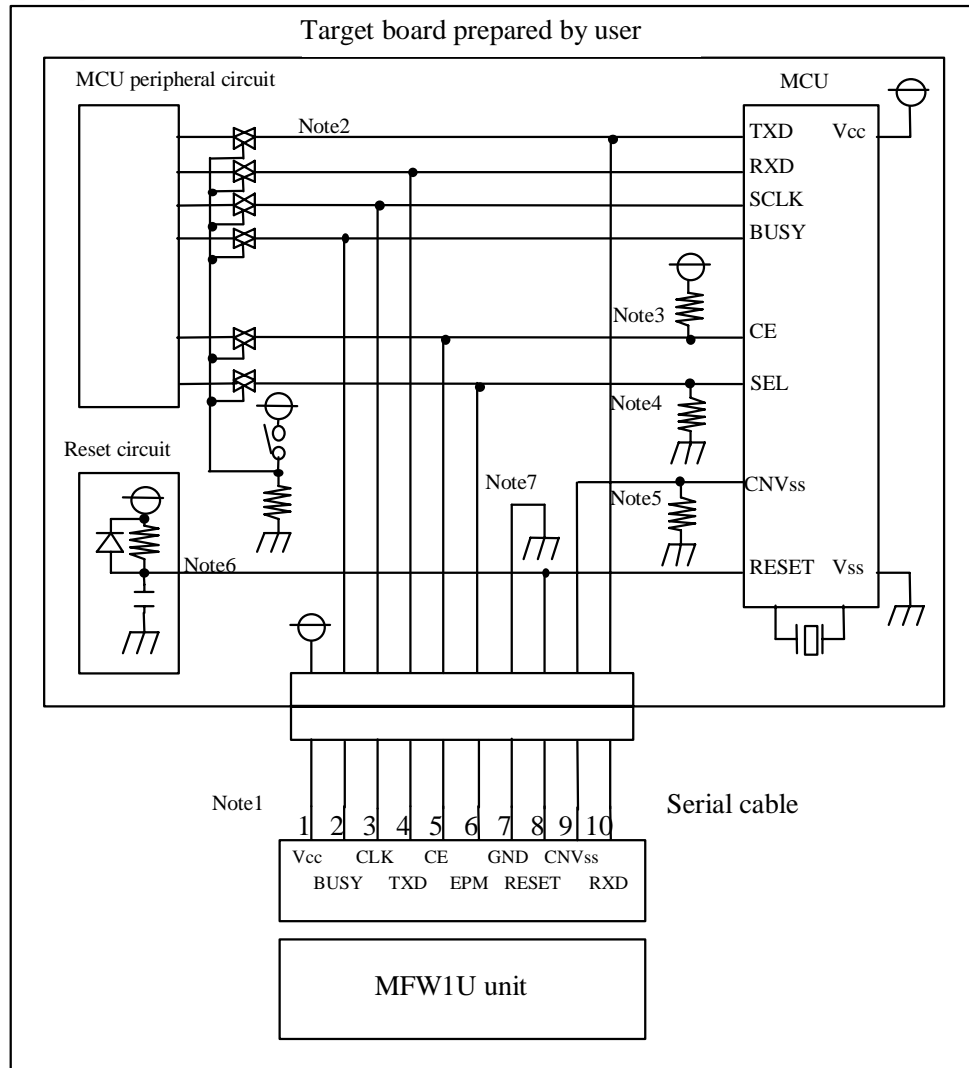 Target board prepared by user
MCU peripheral circuit
MCU
Note2
TXD Vcc
RXD
SCLK
BUSY
Note3
CE
SEL
Note4
Reset circuit
Note7
CNVss
Note5
Note6
RESET Vss
Note1
Serial cable
1 2 3 4 5 6 7 8 9 10
Vcc CLK CE GND CNVss
BUSY TXD EPM RESET RXD
MFW1U unit